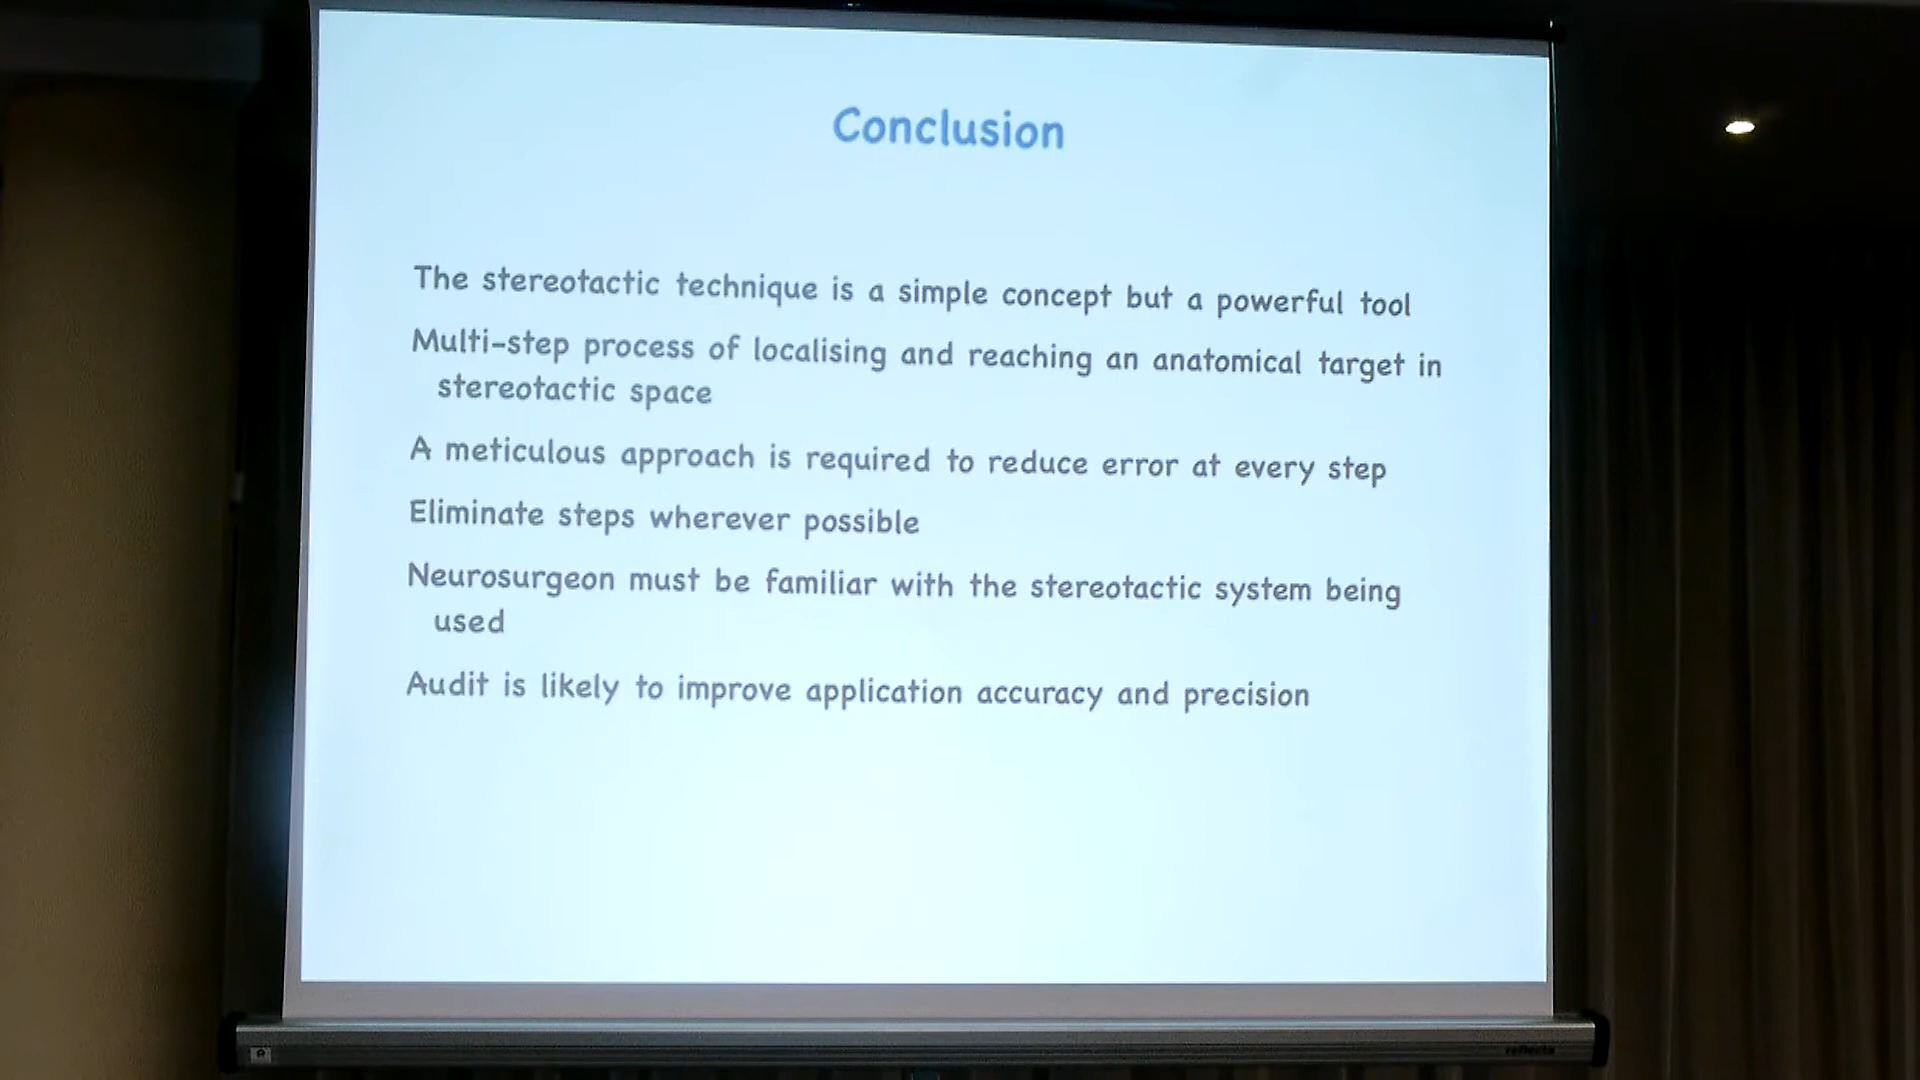 Conclusion
The stereotactic technique is a simple concept but a powerful tool
Multi-step process of localising and reaching an anatomical target in
stereotactic space
A meticulous approach is required to reduce error at every step
Eliminate steps wherever possible
Neurosurgeon must be familiar with the stereotactic system being
used
Audit is likely to improve application accuracy and precision
reflecta